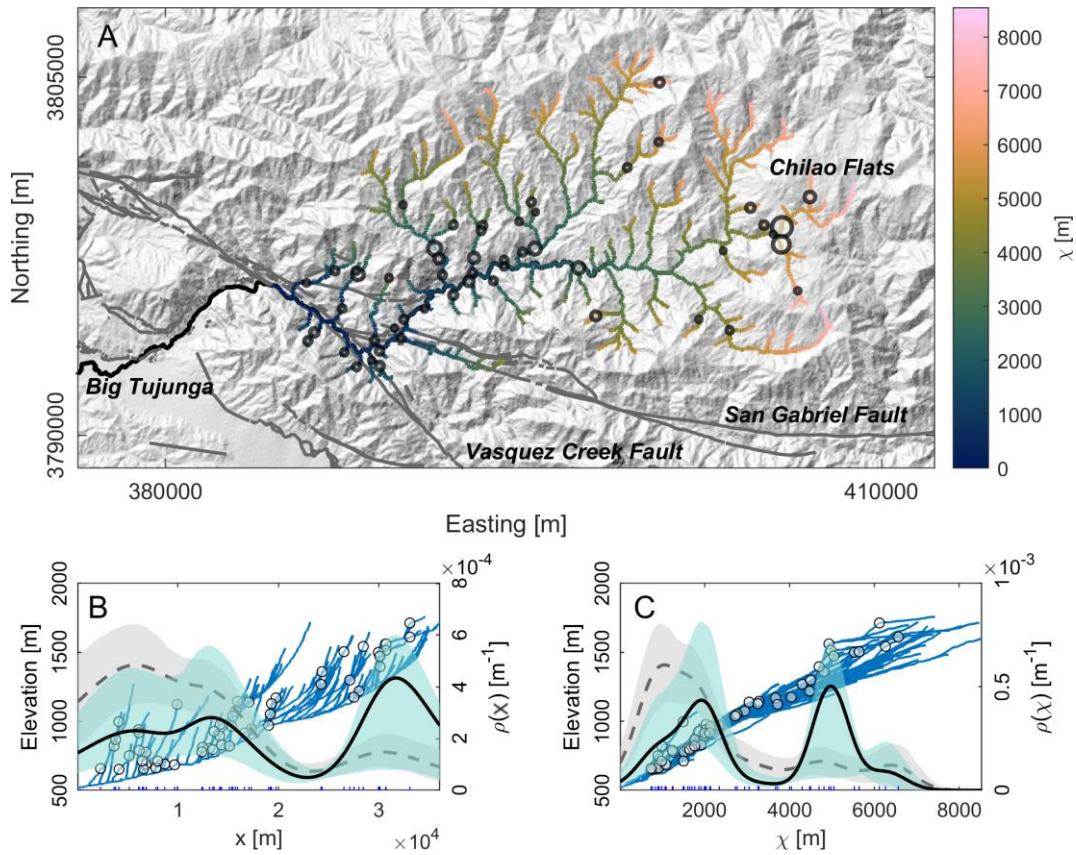 A
3805000
3790000
Northing [m]
380000
410000
Easting [m]
Chilao Flats
Big Tujunga
San Gabriel Fault
Vasquez Creek Fault
8000
7000
6000
5000
4000
3000
2000
1000
0
χ [m]
B
2000
1500
1000
500
Elevation [m]
×10⁻⁴
8
6
4
2
0
ρ(x) [m⁻¹]
1
2
3
×10⁴
x [m]
C
2000
1500
1000
500
Elevation [m]
×10⁻³
1
0.5
0
ρ(χ) [m⁻¹]
0
2000
4000
6000
8000
χ [m]